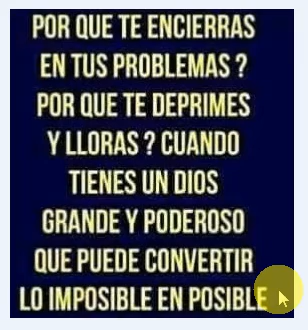 POR QUE TE ENCIERRAS
EN TUS PROBLEMAS ?
POR QUE TE DEPRIMES
Y LLORAS ? CUANDO
TIENES UN DIOS
GRANDE Y PODEROSO
QUE PUEDE CONVERTIR
LO IMPOSIBLE EN POSIBLE